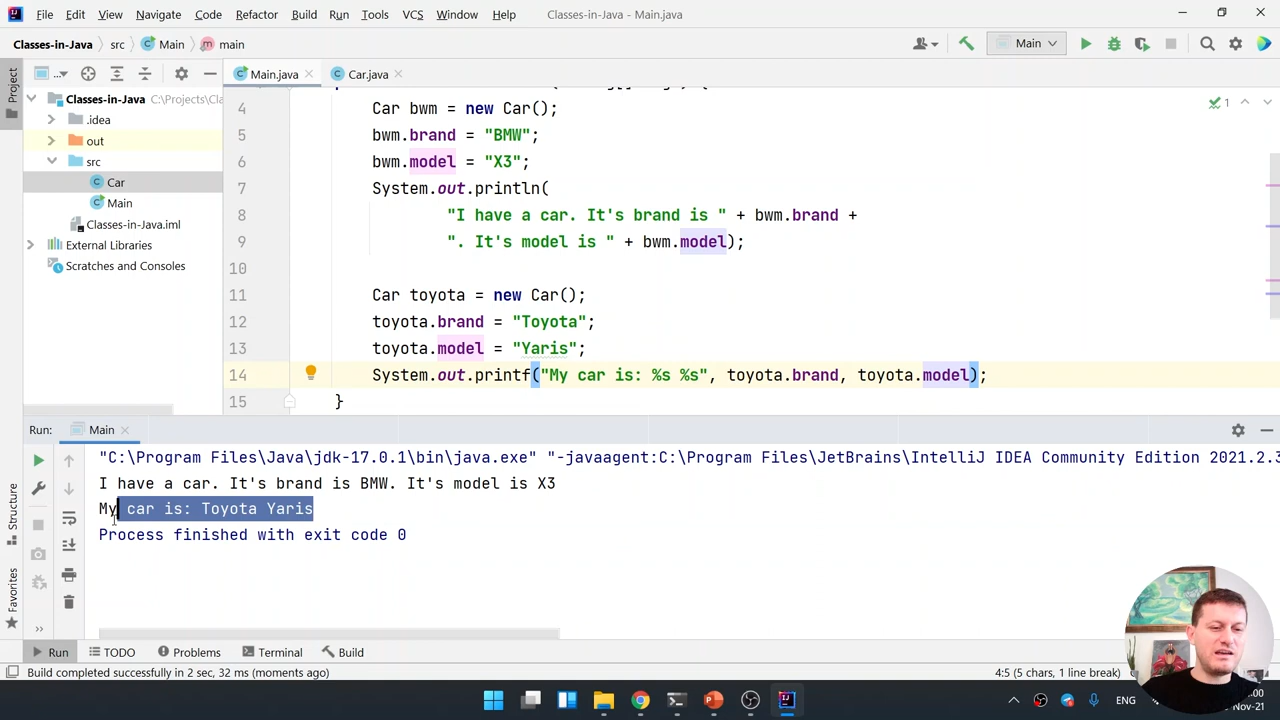 File Edit View Navigate Code Refactor Build Run Tools VCS Window Help Classes-in-Java - Main.java
Classes-in-Java src Main main Main
Project
Main.java Car.java
Classes-in-Java C:\Projects\Cla
.idea
out
src
Car
Main
Classes-in-Java.iml
External Libraries
Scratches and Consoles
1
4 Car bwm = new Car();
5 bwm.brand = "BMW";
6 bwm.model = "X3";
7 System.out.println(
8 "I have a car. It's brand is " + bwm.brand +
9 ". It's model is " + bwm.model);
10
11 Car toyota = new Car();
12 toyota.brand = "Toyota";
13 toyota.model = "Yaris";
14 System.out.printf("My car is: %s %s", toyota.brand, toyota.model);
15 }
Run: Main
"C:\Program Files\Java\jdk-17.0.1\bin\java.exe" "-javaagent:C:\Program Files\JetBrains\IntelliJ IDEA Community Edition 2021.2.3
I have a car. It's brand is BMW. It's model is X3
My car is: Toyota Yaris
Process finished with exit code 0
Structure
Favorites
Run TODO Problems Terminal Build
Build completed successfully in 2 sec, 32 ms (moments ago) 4:5 (5 chars, 1 line break)
ENG